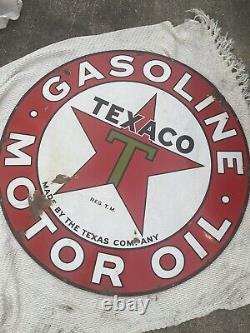 GASOLINE
TEXACO
T
REG. T.M.
MADE BY THE TEXAS COMPANY
· MOTOR OIL ·